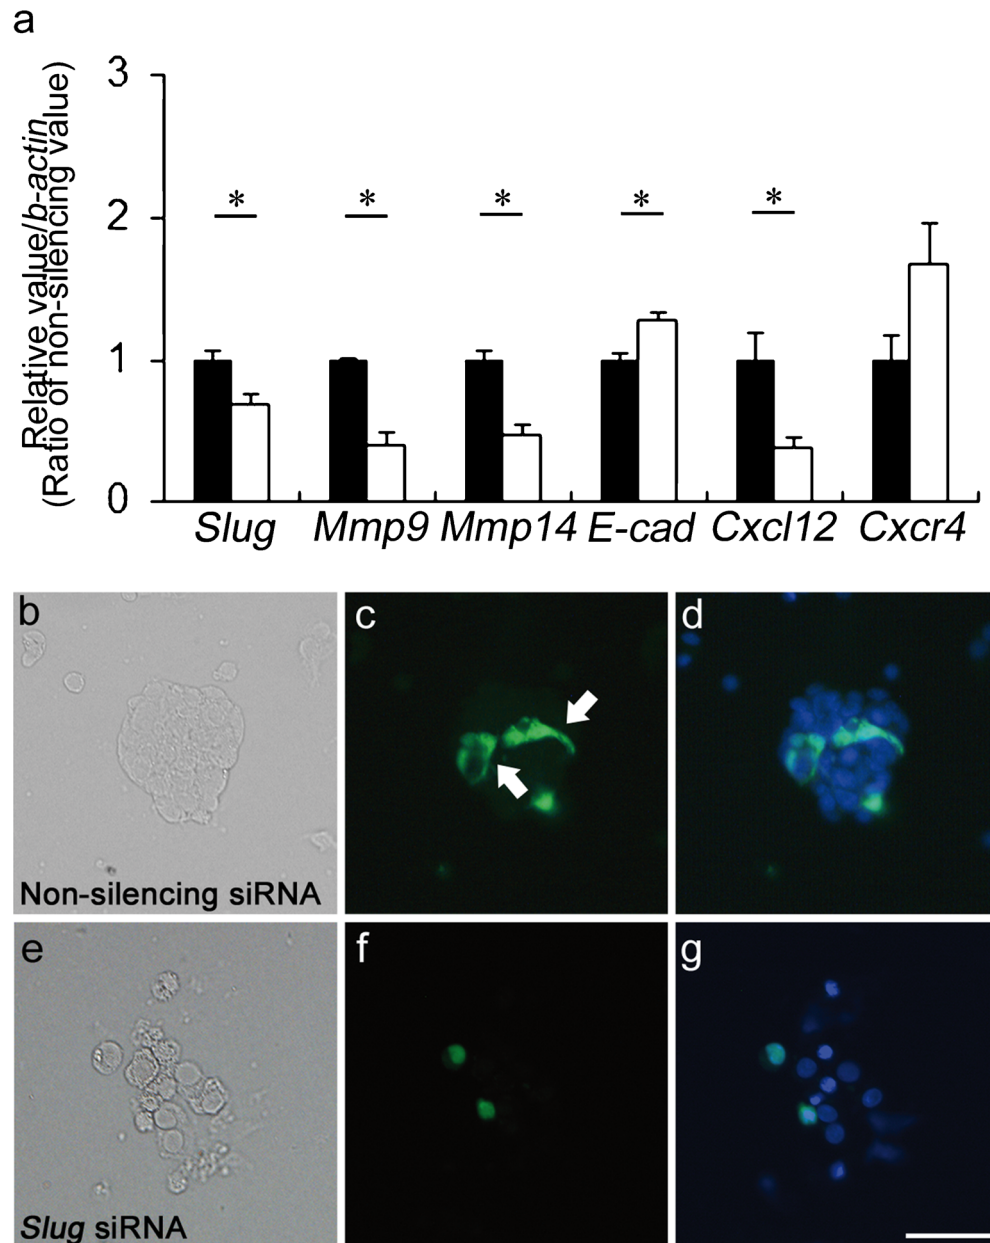 a
Relative value/b-actin
(Ratio of non-silencing value)
3
2
1
0
* * * * *
Slug Mmp9 Mmp14 E-cad Cxcl12 Cxcr4
b
c
d
Non-silencing siRNA
e
f
g
Slug siRNA